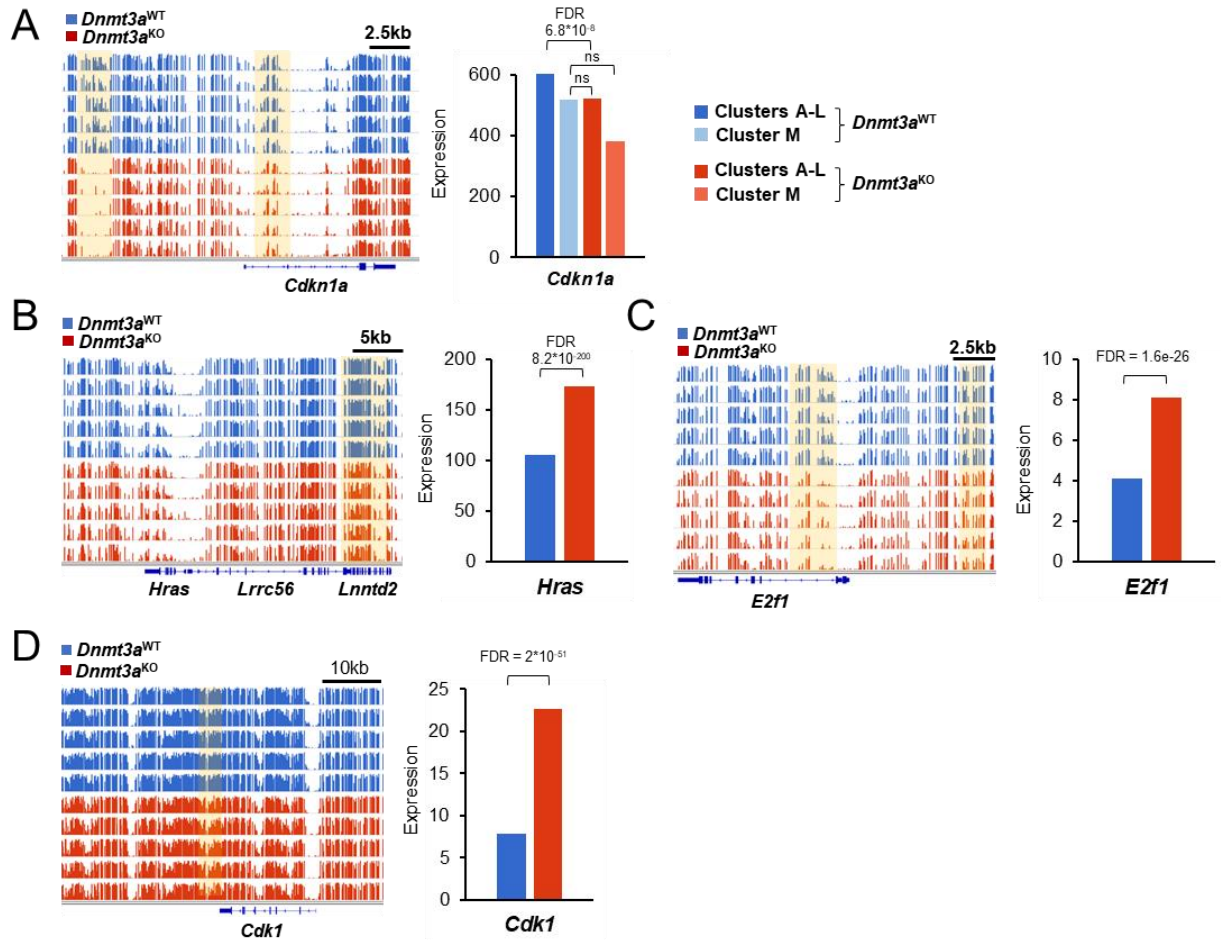 A
Dnmt3aWT
Dnmt3aKO
2.5kb
Cdkn1a
FDR
6.8*10-8
ns
ns
600
400
200
0
Expression
Cdkn1a
Clusters A-L
Cluster M
Dnmt3aWT
Clusters A-L
Cluster M
Dnmt3aKO
B
Dnmt3aWT
Dnmt3aKO
5kb
Hras Lrrc56 Lnntd2
FDR
8.2*10-200
200
150
100
50
0
Expression
Hras
C
Dnmt3aWT
Dnmt3aKO
2.5kb
E2f1
FDR = 1.6e-26
10
8
6
4
2
0
Expression
E2f1
D
Dnmt3aWT
Dnmt3aKO
10kb
Cdk1
FDR = 2*10-51
25
20
15
10
5
0
Expression
Cdk1